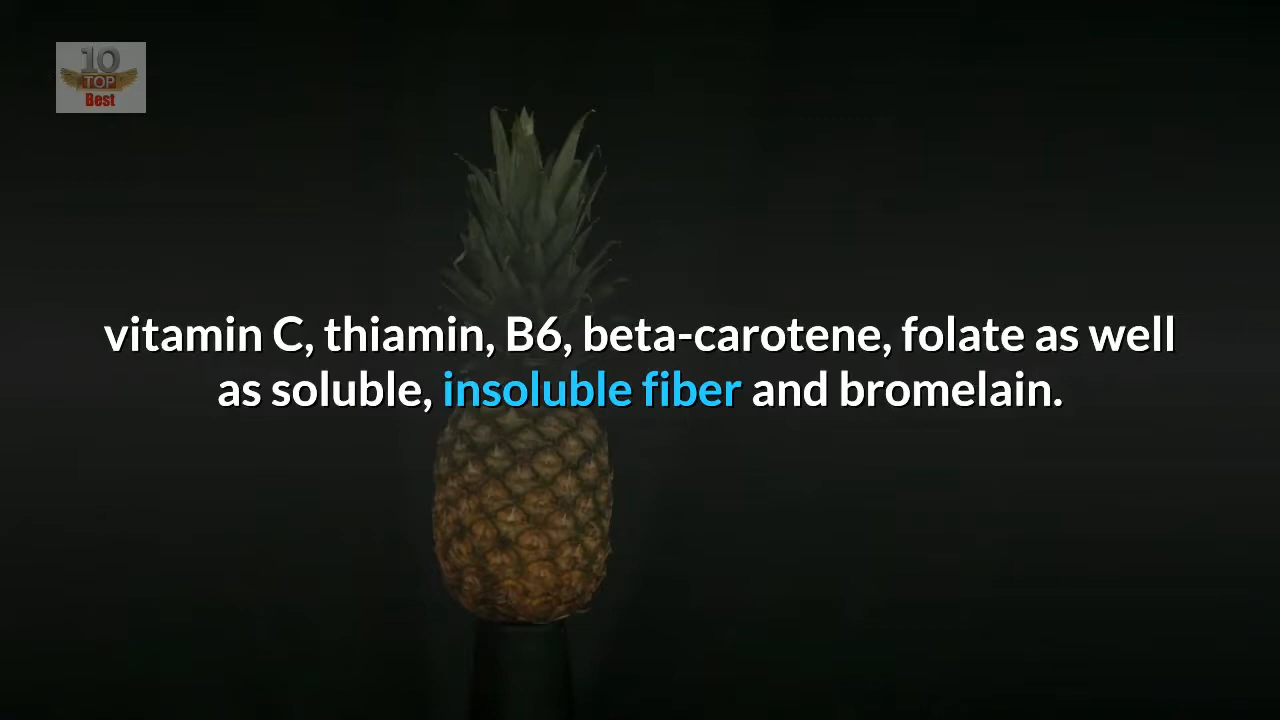 10
TOP
Best
vitamin C, thiamin, B6, beta-carotene, folate as well
as soluble, insoluble fiber and bromelain.